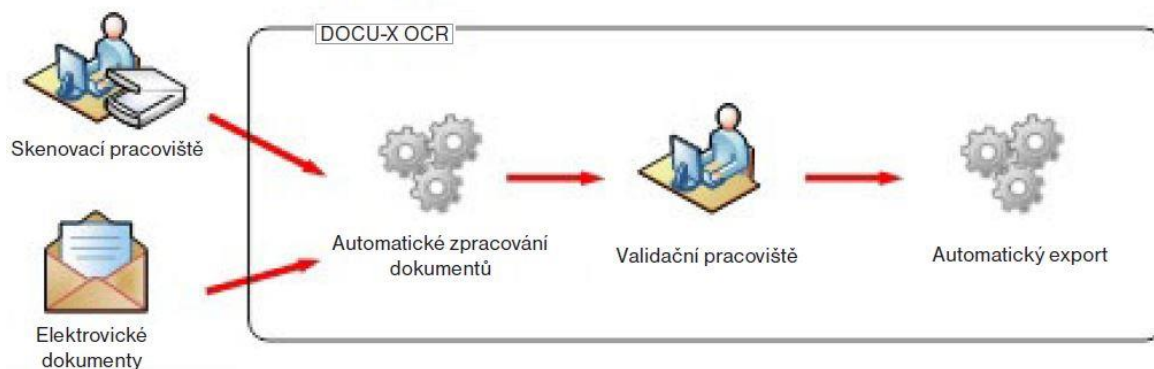 DOCU-X OCR
Skenovací pracoviště
Elektrovické
dokumenty
Automatické zpracování
dokumentů
Validační pracoviště
Automatický export